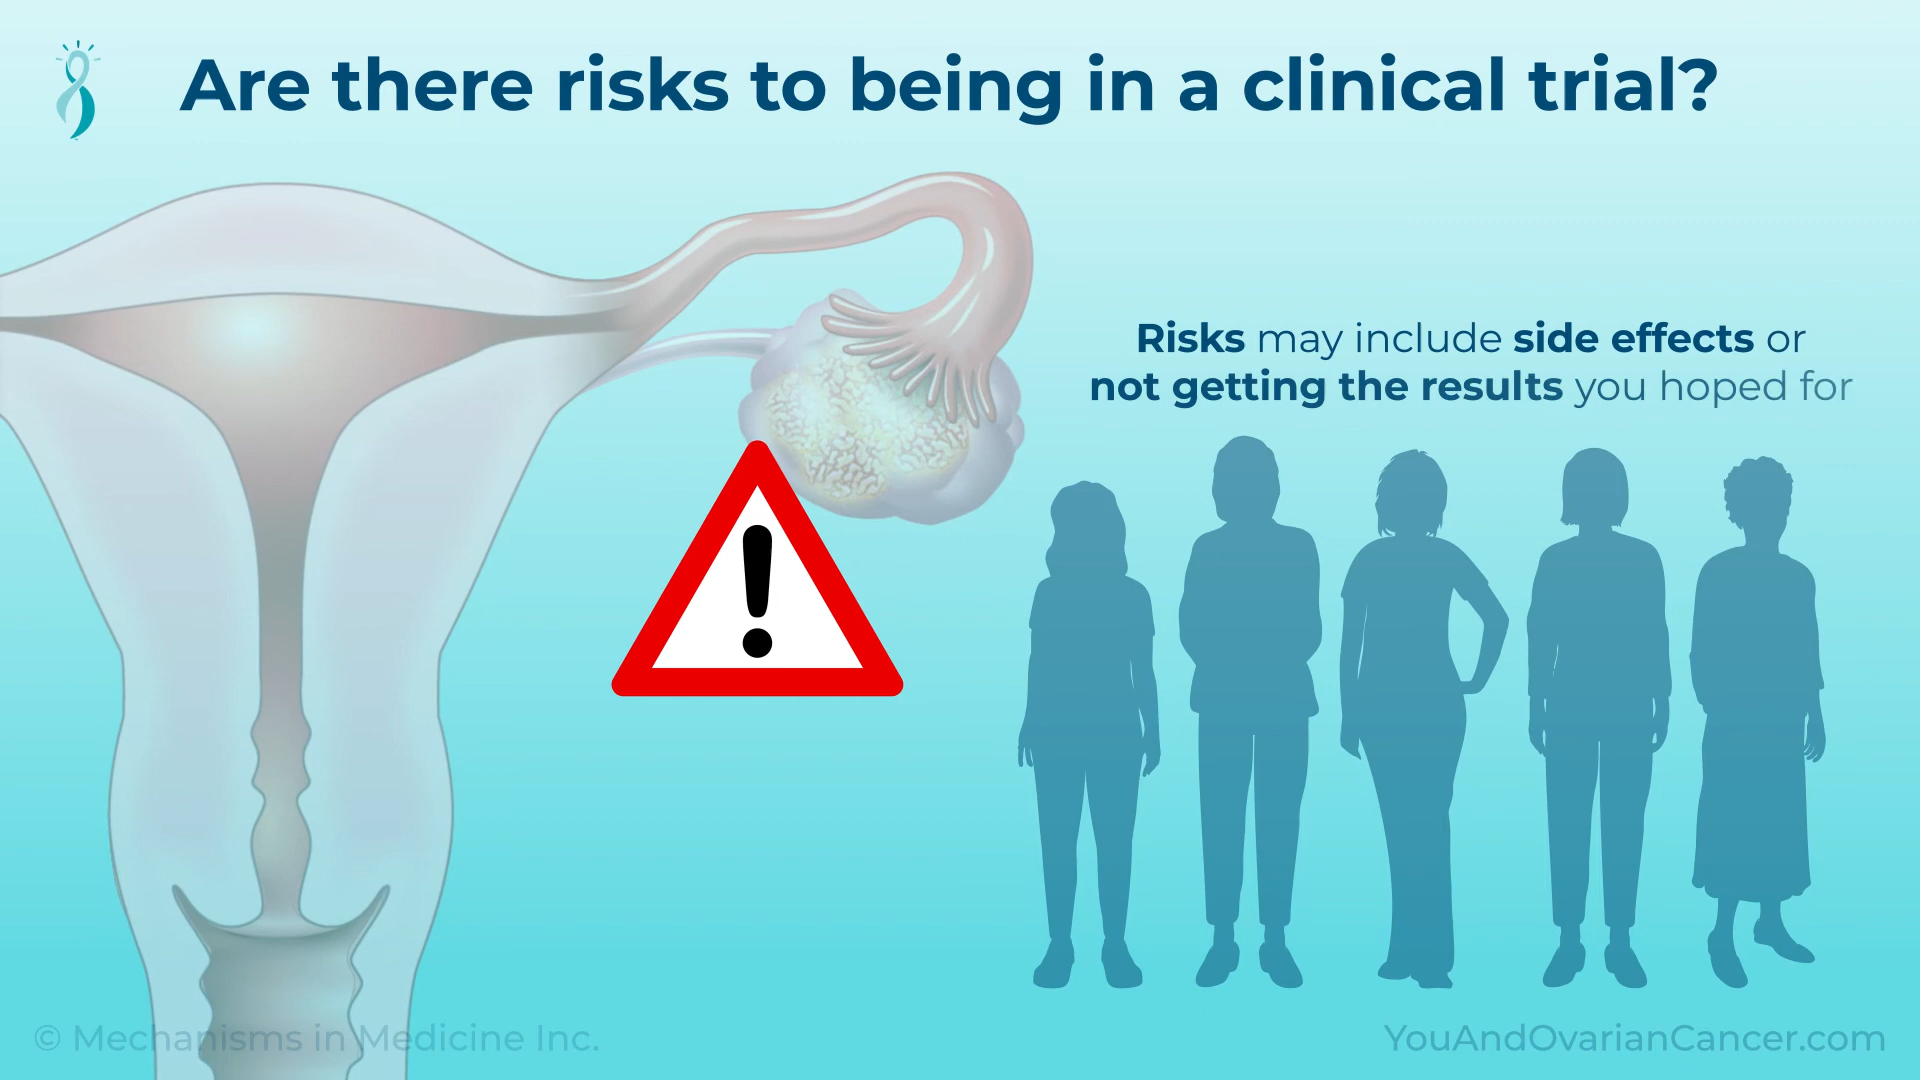 Are there risks to being in a clinical trial?
Risks may include side effects or
not getting the results you hoped for
© Mechanisms in Medicine Inc.
YouAndOvarianCancer.com